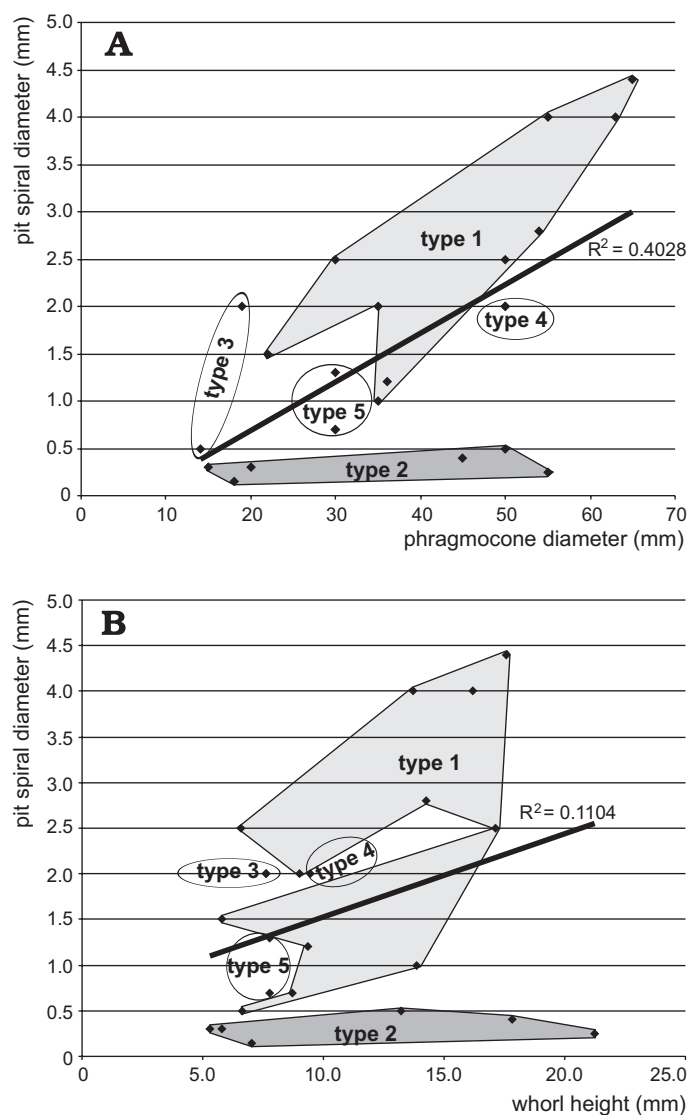 A
pit spiral diameter (mm)
5.0
4.5
4.0
3.5
3.0
2.5
2.0
1.5
1.0
0.5
0
type 1
R² = 0.4028
type 3
type 4
type 5
type 2
0 10 20 30 40 50 60 70
phragmocone diameter (mm)
B
pit spiral diameter (mm)
5.0
4.5
4.0
3.5
3.0
2.5
2.0
1.5
1.0
0.5
0
type 1
R² = 0.1104
type 3
type 4
type 5
type 2
0 5.0 10.0 15.0 20.0 25.0
whorl height (mm)